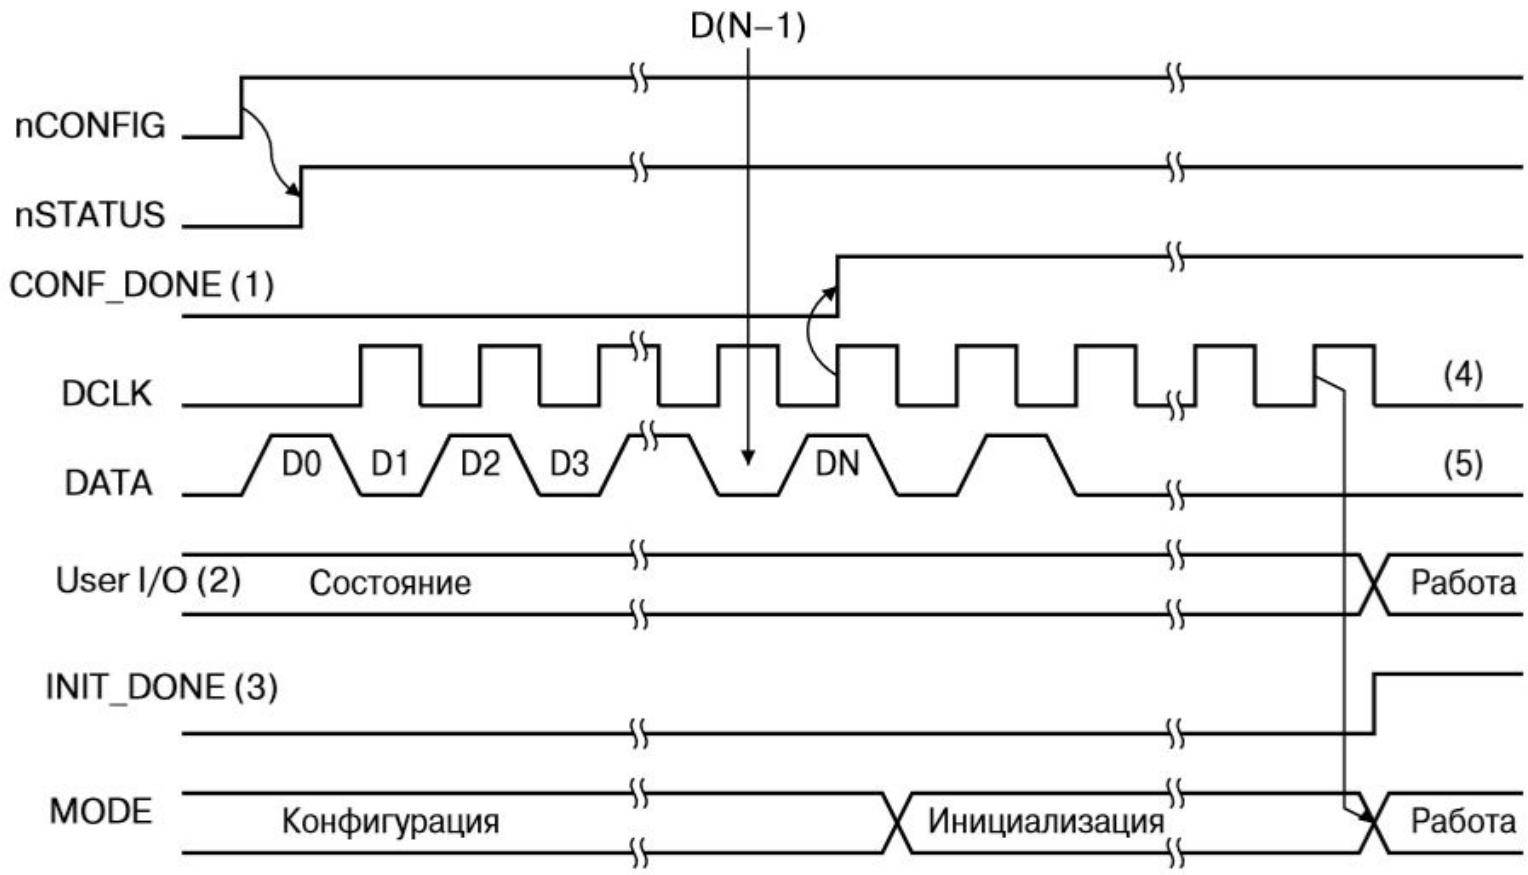 D(N–1)
nCONFIG
nSTATUS
CONF_DONE (1)
DCLK (4)
DATA D0 D1 D2 D3 DN (5)
User I/O (2) Состояние Работа
INIT_DONE (3)
MODE Конфигурация Инициализация Работа